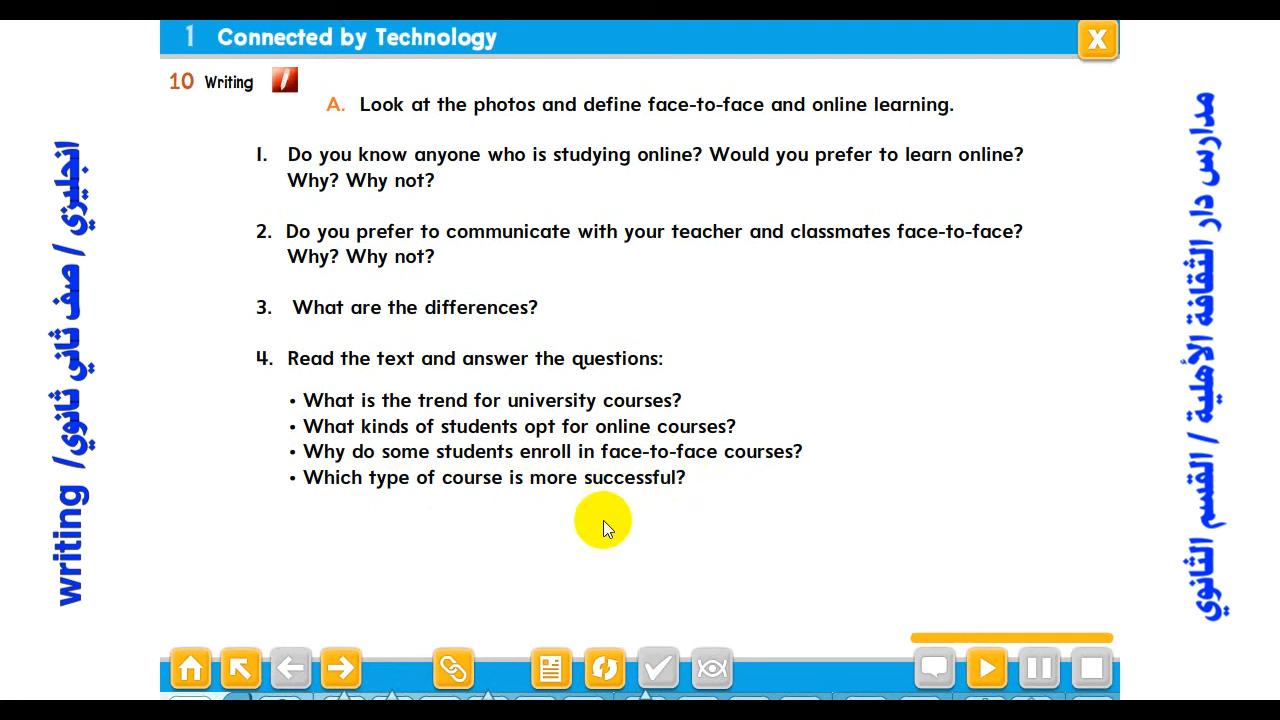 1 Connected by Technology
X
10 Writing
A. Look at the photos and define face-to-face and online learning.
1. Do you know anyone who is studying online? Would you prefer to learn online?
Why? Why not?
2. Do you prefer to communicate with your teacher and classmates face-to-face?
Why? Why not?
3. What are the differences?
4. Read the text and answer the questions:
• What is the trend for university courses?
• What kinds of students opt for online courses?
• Why do some students enroll in face-to-face courses?
• Which type of course is more successful?
انجليزي / صف ثاني ثانوي/ writing
مدارس دار الثقافة الأهلية / القسم الثانوي